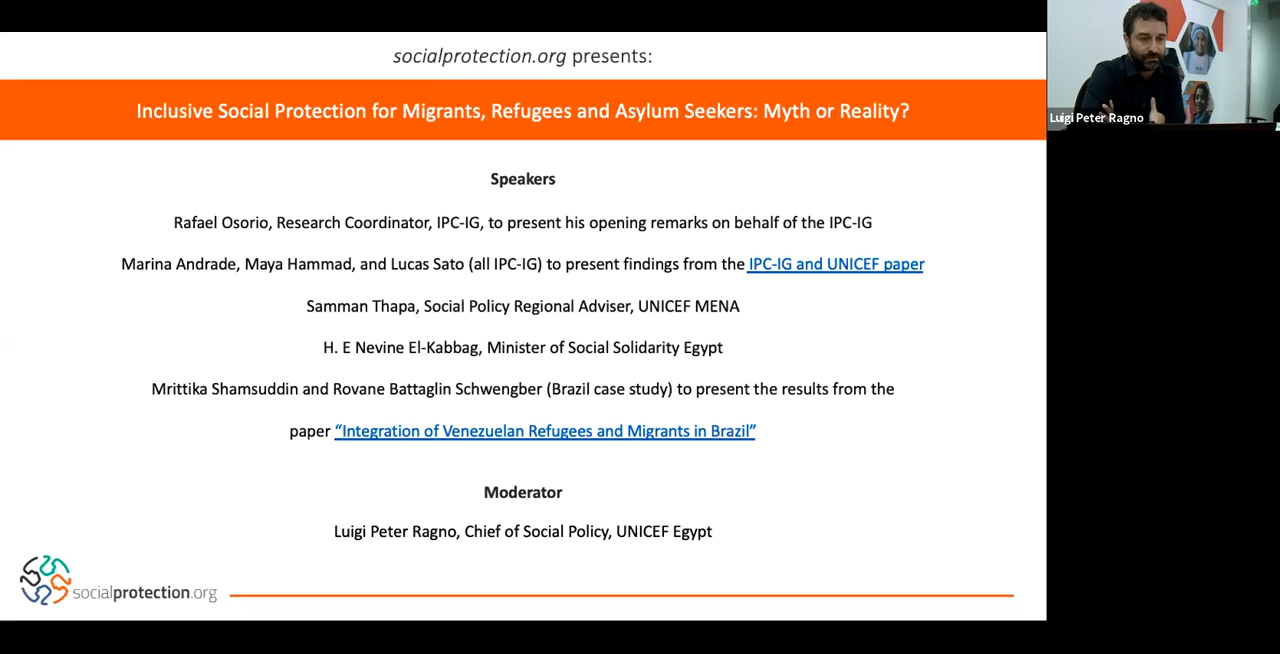 socialprotection.org presents:
Inclusive Social Protection for Migrants, Refugees and Asylum Seekers: Myth or Reality?
Speakers
Rafael Osorio, Research Coordinator, IPC-IG, to present his opening remarks on behalf of the IPC-IG
Marina Andrade, Maya Hammad, and Lucas Sato (all IPC-IG) to present findings from the IPC-IG and UNICEF paper
Samman Thapa, Social Policy Regional Adviser, UNICEF MENA
H. E Nevine El-Kabbag, Minister of Social Solidarity Egypt
Mrittika Shamsuddin and Rovane Battaglin Schwengber (Brazil case study) to present the results from the
paper “Integration of Venezuelan Refugees and Migrants in Brazil”
Moderator
Luigi Peter Ragno, Chief of Social Policy, UNICEF Egypt
socialprotection.org
Luigi Peter Ragno